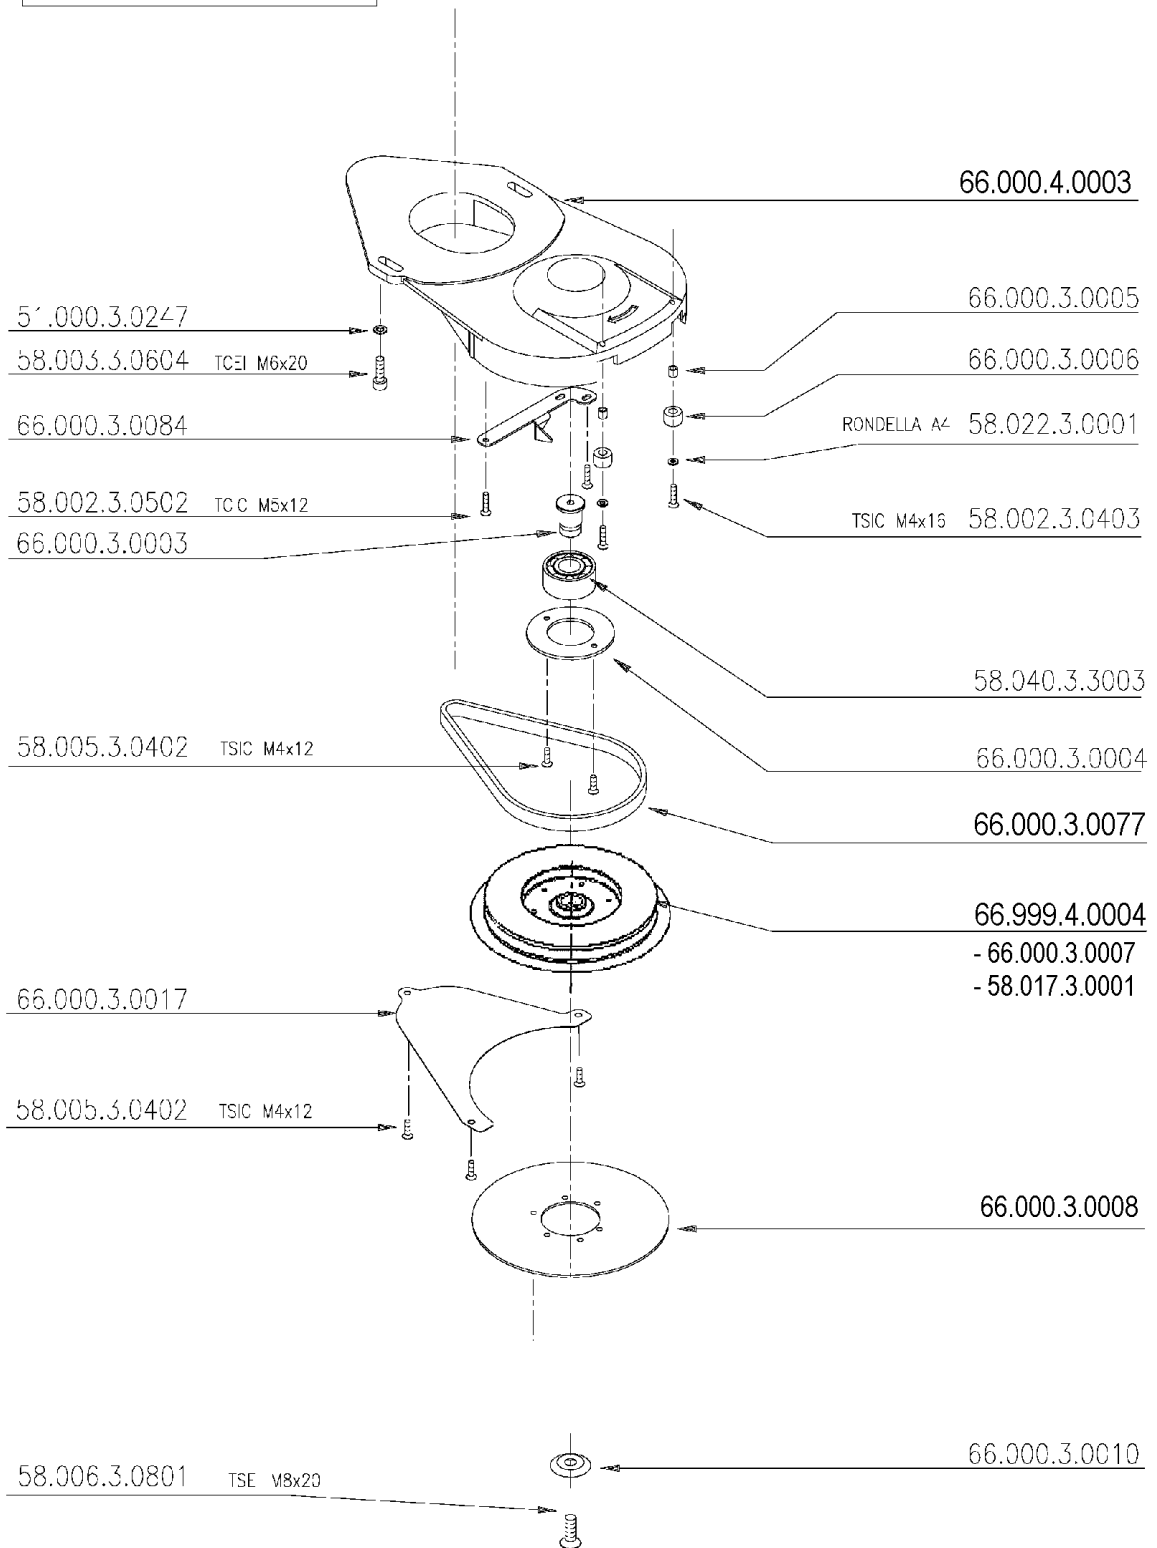 66.000.4.0003
66.000.3.0005
51.000.3.0247
58.003.3.0604 TCEI M6x20
66.000.3.0006
66.000.3.0084
RONDELLA A4 58.022.3.0001
58.002.3.0502 TCIC M5x12
TSIC M4x16 58.002.3.0403
66.000.3.0003
58.040.3.3003
58.005.3.0402 TSIC M4x12
66.000.3.0004
66.000.3.0077
66.999.4.0004
- 66.000.3.0007
- 58.017.3.0001
66.000.3.0017
58.005.3.0402 TSIC M4x12
66.000.3.0008
66.000.3.0010
58.006.3.0801 TSE M8x20